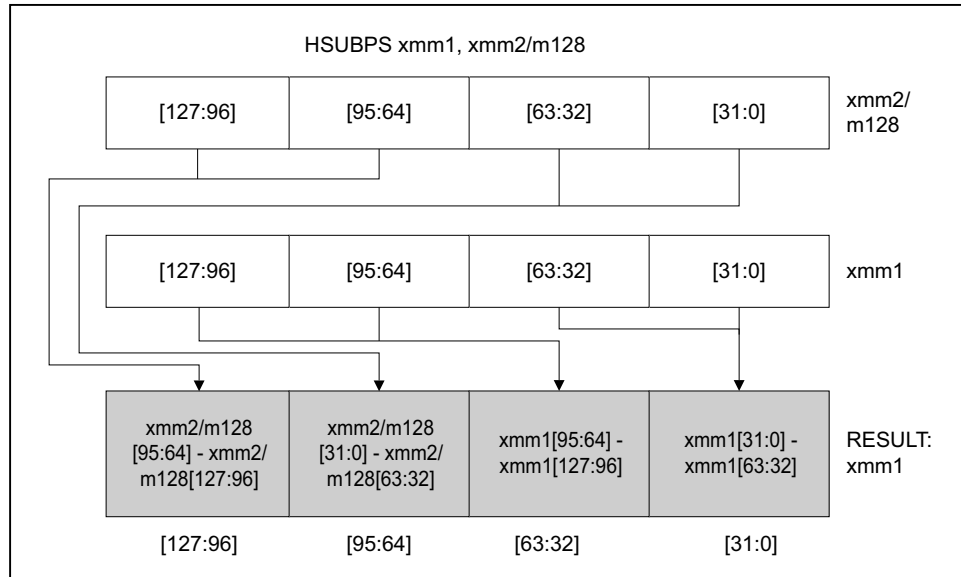 HSUBPS xmm1, xmm2/m128
[127:96] [95:64] [63:32] [31:0]
xmm2/
m128
[127:96] [95:64] [63:32] [31:0] xmm1
xmm2/m128
[95:64] - xmm2/
m128[127:96]
xmm2/m128
[31:0] - xmm2/
m128[63:32]
xmm1[95:64] -
xmm1[127:96]
xmm1[31:0] -
xmm1[63:32]
RESULT:
xmm1
[127:96] [95:64] [63:32] [31:0]